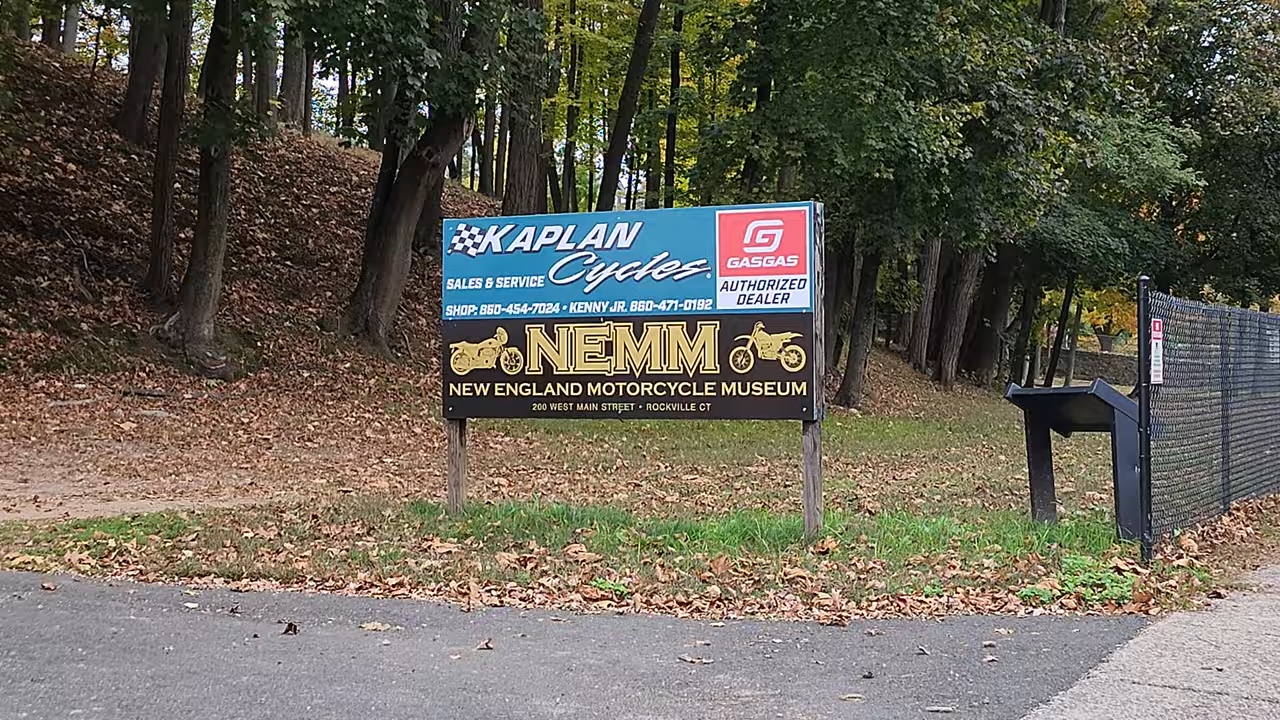 KAPLAN
Cycles
SALES & SERVICE
SHOP: 860-454-7024 • KENNY JR. 860-471-0192
G
GASGAS
AUTHORIZED
DEALER
NEMM
NEW ENGLAND MOTORCYCLE MUSEUM
200 WEST MAIN STREET • ROCKVILLE CT